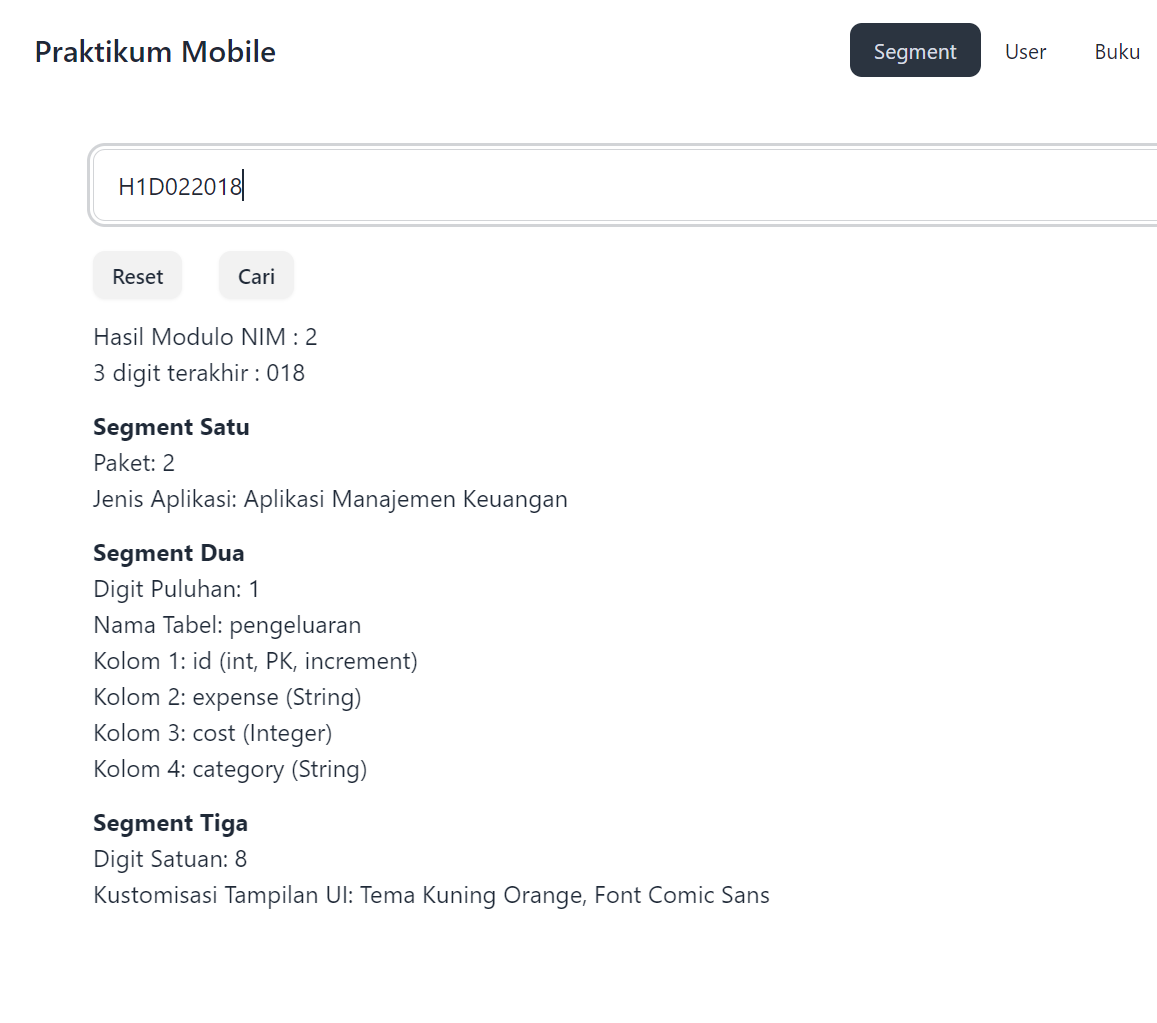 Praktikum Mobile
Segment User Buku
H1D022018
Reset Cari
Hasil Modulo NIM : 2
3 digit terakhir : 018
Segment Satu
Paket: 2
Jenis Aplikasi: Aplikasi Manajemen Keuangan
Segment Dua
Digit Puluhan: 1
Nama Tabel: pengeluaran
Kolom 1: id (int, PK, increment)
Kolom 2: expense (String)
Kolom 3: cost (Integer)
Kolom 4: category (String)
Segment Tiga
Digit Satuan: 8
Kustomisasi Tampilan UI: Tema Kuning Orange, Font Comic Sans